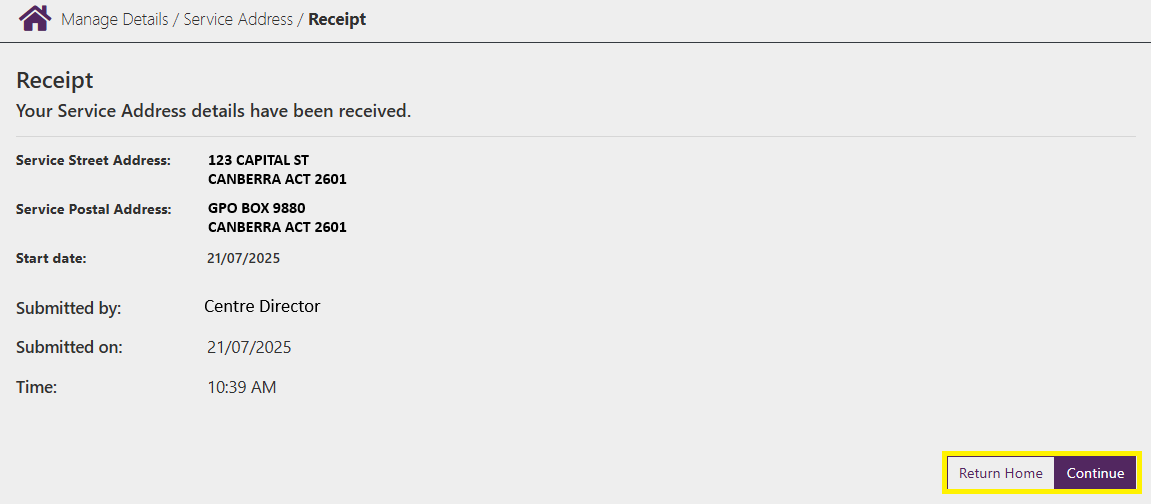 Manage Details / Service Address / Receipt
Receipt
Your Service Address details have been received.
Service Street Address: 123 CAPITAL ST
CANBERRA ACT 2601
Service Postal Address: GPO BOX 9880
CANBERRA ACT 2601
Start date: 21/07/2025
Submitted by: Centre Director
Submitted on: 21/07/2025
Time: 10:39 AM
Return Home Continue